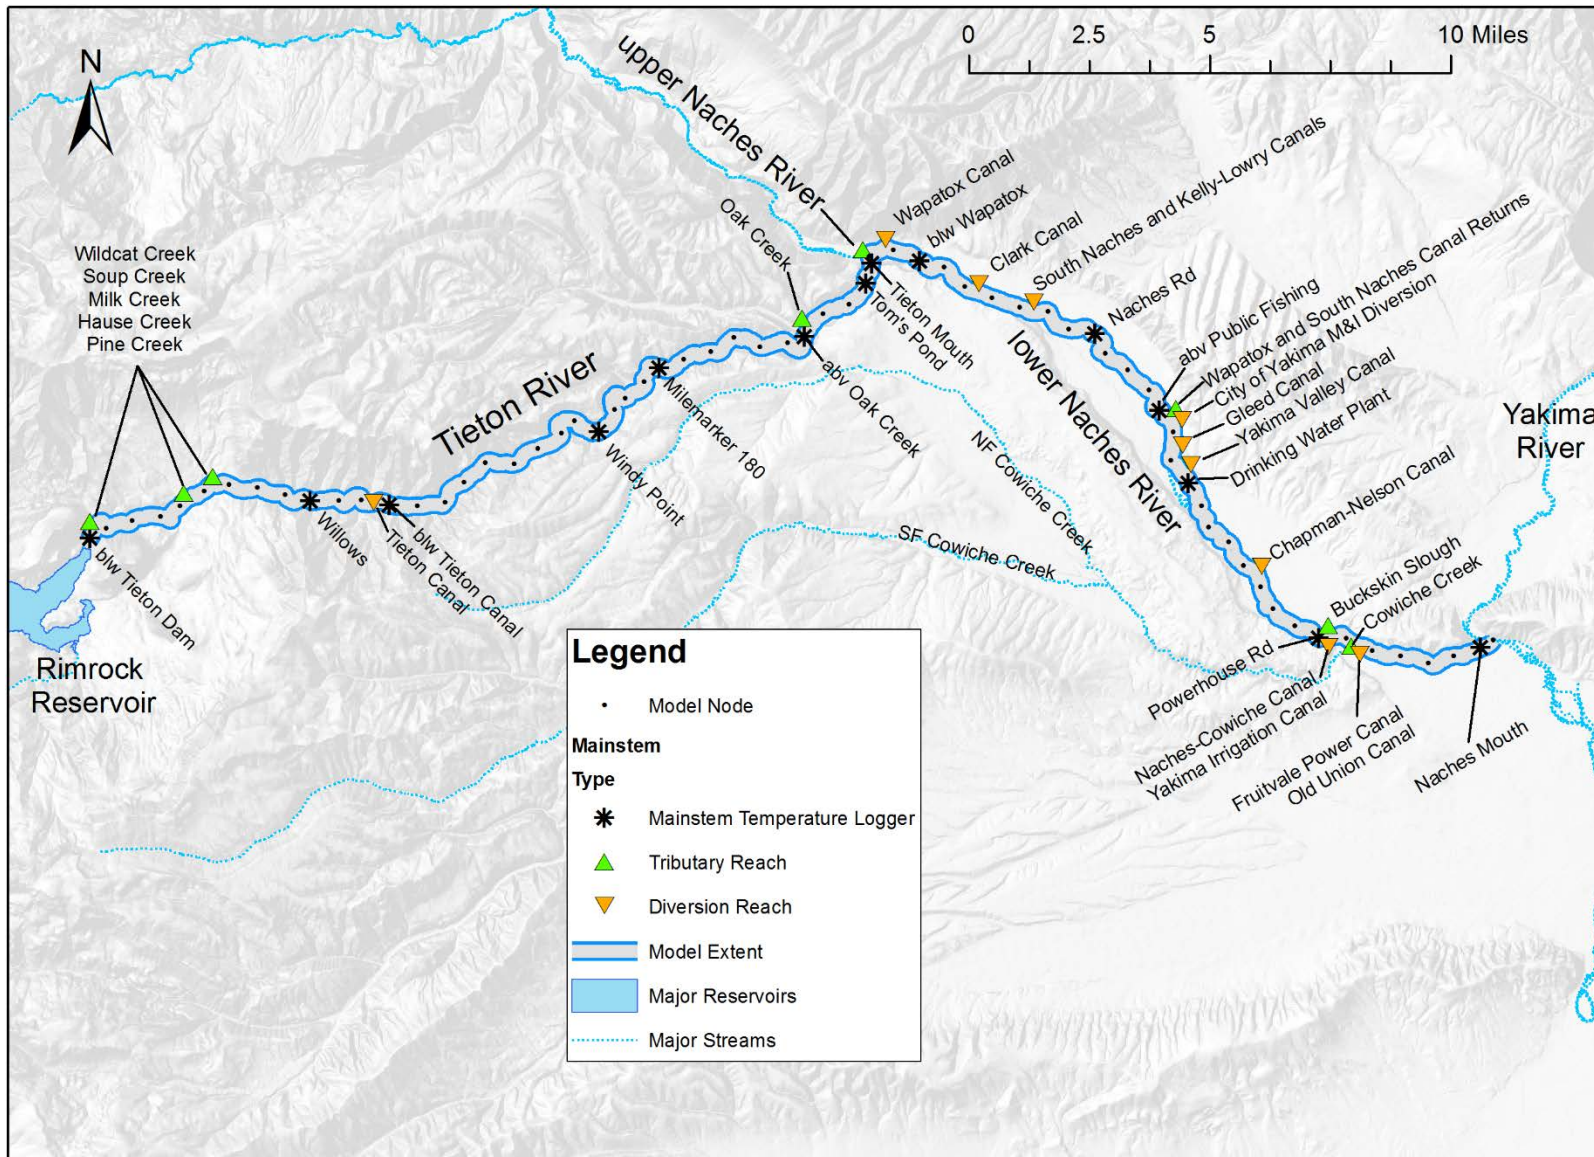 0 2.5 5 10 Miles
N
upper Naches River
Wapatox Canal
blw Wapatox
Clark Canal
South Naches and Kelly-Lowry Canals
Oak Creek
Naches Rd
Tieton Mouth
Tom's Pond
abv Public Fishing
Wapatox and South Naches Canal Returns
City of Yakima M&I Diversion
Gleed Canal
Yakima Valley Canal
Drinking Water Plant
Wildcat Creek
Soup Creek
Milk Creek
Hause Creek
Pine Creek
Tieton River
lower Naches River
Yakima
River
abv Oak Creek
Milemarker 180
Windy Point
NF Cowiche Creek
SF Cowiche Creek
Chapman-Nelson Canal
Willows
Tieton Canal
blw Tieton Canal
blw Tieton Dam
Rimrock
Reservoir
Buckskin Slough
Cowiche Creek
Powerhouse Rd
Naches-Cowiche Canal
Yakima Irrigation Canal
Fruitvale Power Canal
Old Union Canal
Naches Mouth
Legend
Model Node
Mainstem
Type
Mainstem Temperature Logger
Tributary Reach
Diversion Reach
Model Extent
Major Reservoirs
Major Streams